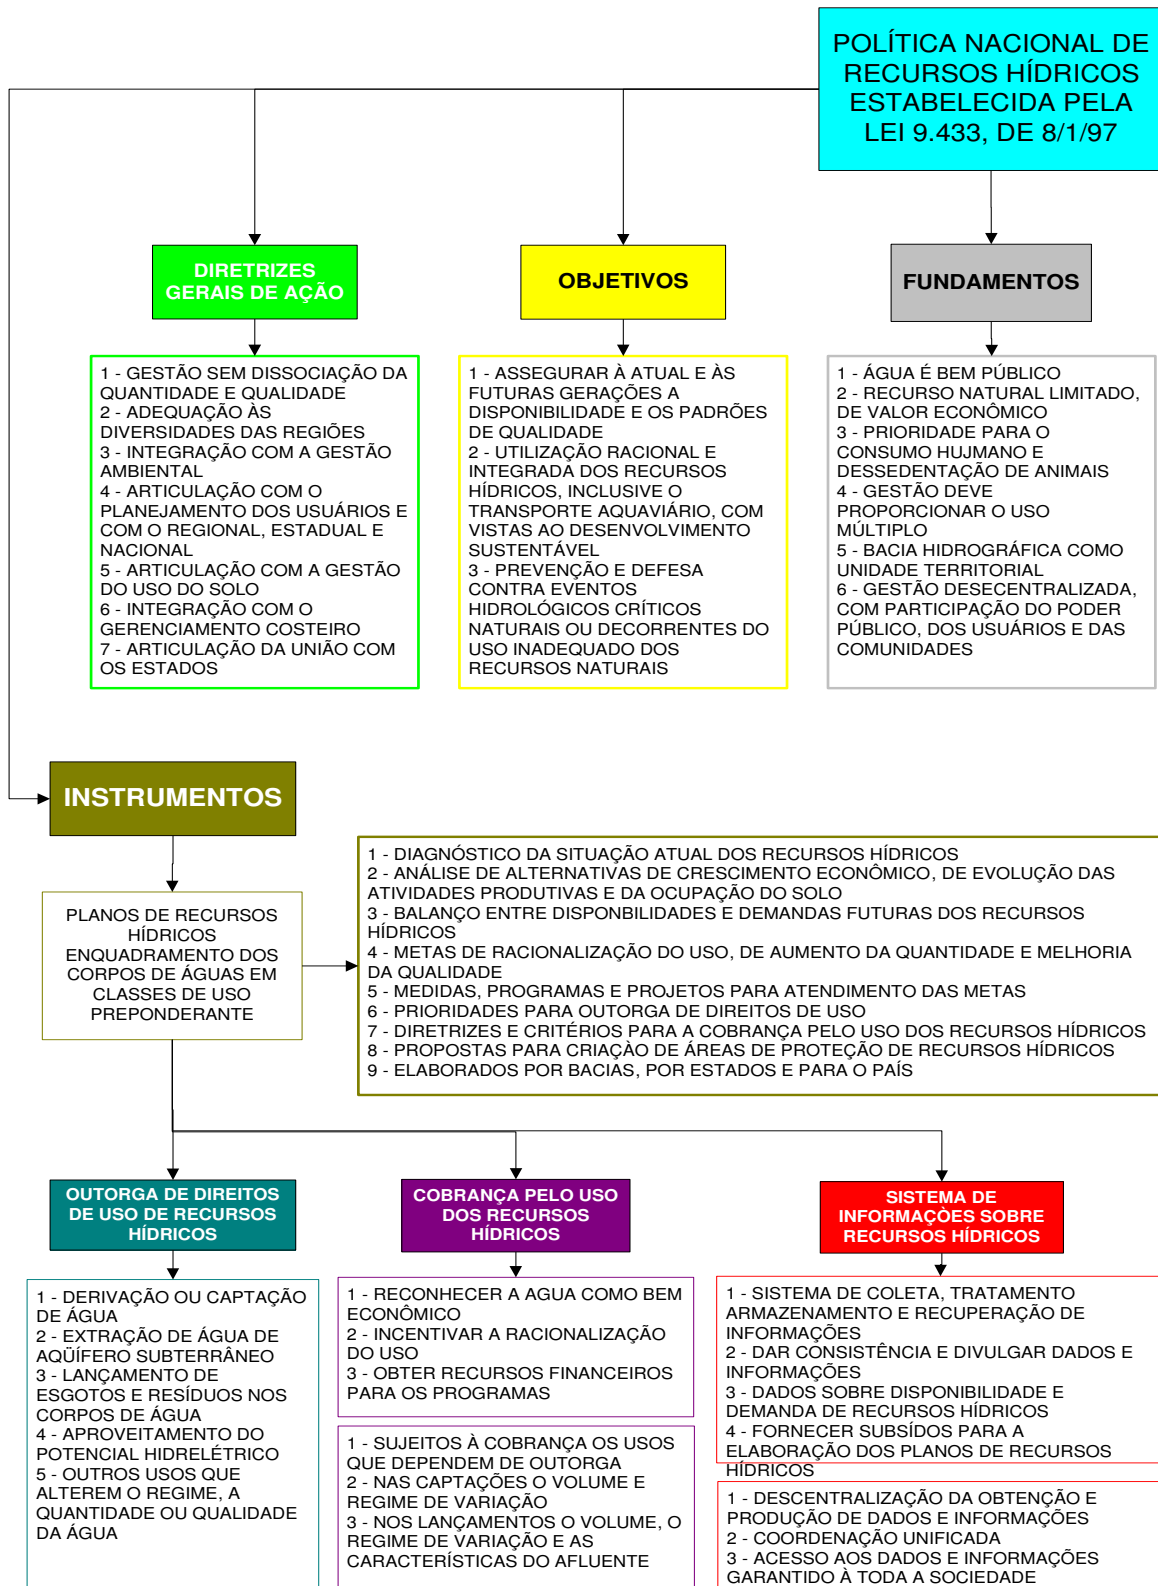 POLÍTICA NACIONAL DE
RECURSOS HÍDRICOS
ESTABELECIDA PELA
LEI 9.433, DE 8/1/97
DIRETRIZES
GERAIS DE AÇÃO
OBJETIVOS
FUNDAMENTOS
1 - GESTÃO SEM DISSOCIAÇÃO DA
QUANTIDADE E QUALIDADE
2 - ADEQUAÇÃO ÀS
DIVERSIDADES DAS REGIÕES
3 - INTEGRAÇÃO COM A GESTÃO
AMBIENTAL
4 - ARTICULAÇÃO COM O
PLANEJAMENTO DOS USUÁRIOS E
COM O REGIONAL, ESTADUAL E
NACIONAL
5 - ARTICULAÇÃO COM A GESTÃO
DO USO DO SOLO
6 - INTEGRAÇÃO COM O
GERENCIAMENTO COSTEIRO
7 - ARTICULAÇÃO DA UNIÃO COM
OS ESTADOS
1 - ASSEGURAR À ATUAL E ÀS
FUTURAS GERAÇÕES A
DISPONIBILIDADE E OS PADRÕES
DE QUALIDADE
2 - UTILIZAÇÃO RACIONAL E
INTEGRADA DOS RECURSOS
HÍDRICOS, INCLUSIVE O
TRANSPORTE AQUAVIÁRIO, COM
VISTAS AO DESENVOLVIMENTO
SUSTENTÁVEL
3 - PREVENÇÃO E DEFESA
CONTRA EVENTOS
HIDROLÓGICOS CRÍTICOS
NATURAIS OU DECORRENTES DO
USO INADEQUADO DOS
RECURSOS NATURAIS
1 - ÁGUA É BEM PÚBLICO
2 - RECURSO NATURAL LIMITADO,
DE VALOR ECONÔMICO
3 - PRIORIDADE PARA O
CONSUMO HUJMANO E
DESSEDENTAÇÃO DE ANIMAIS
4 - GESTÃO DEVE
PROPORCIONAR O USO
MÚLTIPLO
5 - BACIA HIDROGRÁFICA COMO
UNIDADE TERRITORIAL
6 - GESTÃO DESECENTRALIZADA,
COM PARTICIPAÇÃO DO PODER
PÚBLICO, DOS USUÁRIOS E DAS
COMUNIDADES
INSTRUMENTOS
PLANOS DE RECURSOS
HÍDRICOS
ENQUADRAMENTO DOS
CORPOS DE ÁGUAS EM
CLASSES DE USO
PREPONDERANTE
1 - DIAGNÓSTICO DA SITUAÇÃO ATUAL DOS RECURSOS HÍDRICOS
2 - ANÁLISE DE ALTERNATIVAS DE CRESCIMENTO ECONÔMICO, DE EVOLUÇÃO DAS
ATIVIDADES PRODUTIVAS E DA OCUPAÇÃO DO SOLO
3 - BALANÇO ENTRE DISPONBILIDADES E DEMANDAS FUTURAS DOS RECURSOS
HÍDRICOS
4 - METAS DE RACIONALIZAÇÃO DO USO, DE AUMENTO DA QUANTIDADE E MELHORIA
DA QUALIDADE
5 - MEDIDAS, PROGRAMAS E PROJETOS PARA ATENDIMENTO DAS METAS
6 - PRIORIDADES PARA OUTORGA DE DIREITOS DE USO
7 - DIRETRIZES E CRITÉRIOS PARA A COBRANÇA PELO USO DOS RECURSOS HÍDRICOS
8 - PROPOSTAS PARA CRIAÇÀO DE ÁREAS DE PROTEÇÃO DE RECURSOS HÍDRICOS
9 - ELABORADOS POR BACIAS, POR ESTADOS E PARA O PAÍS
OUTORGA DE DIREITOS
DE USO DE RECURSOS
HÍDRICOS
COBRANÇA PELO USO
DOS RECURSOS
HÍDRICOS
SISTEMA DE
INFORMAÇÒES SOBRE
RECURSOS HÍDRICOS
1 - DERIVAÇÃO OU CAPTAÇÃO
DE ÁGUA
2 - EXTRAÇÃO DE ÁGUA DE
AQÜÍFERO SUBTERRÂNEO
3 - LANÇAMENTO DE
ESGOTOS E RESÍDUOS NOS
CORPOS DE ÁGUA
4 - APROVEITAMENTO DO
POTENCIAL HIDRELÉTRICO
5 - OUTROS USOS QUE
ALTEREM O REGIME, A
QUANTIDADE OU QUALIDADE
DA ÁGUA
1 - RECONHECER A AGUA COMO BEM
ECONÔMICO
2 - INCENTIVAR A RACIONALIZAÇÃO
DO USO
3 - OBTER RECURSOS FINANCEIROS
PARA OS PROGRAMAS
1 - SUJEITOS À COBRANÇA OS USOS
QUE DEPENDEM DE OUTORGA
2 - NAS CAPTAÇÕES O VOLUME E
REGIME DE VARIAÇÃO
3 - NOS LANÇAMENTOS O VOLUME, O
REGIME DE VARIAÇÃO E AS
CARACTERÍSTICAS DO AFLUENTE
1 - SISTEMA DE COLETA, TRATAMENTO
ARMAZENAMENTO E RECUPERAÇÃO DE
INFORMAÇÕES
2 - DAR CONSISTÊNCIA E DIVULGAR DADOS E
INFORMAÇÕES
3 - DADOS SOBRE DISPONIBILIDADE E
DEMANDA DE RECURSOS HÍDRICOS
4 - FORNECER SUBSÍDOS PARA A
ELABORAÇÃO DOS PLANOS DE RECURSOS
HÍDRICOS
1 - DESCENTRALIZAÇÃO DA OBTENÇÃO E
PRODUÇÃO DE DADOS E INFORMAÇÕES
2 - COORDENAÇÃO UNIFICADA
3 - ACESSO AOS DADOS E INFORMAÇÕES
GARANTIDO À TODA A SOCIEDADE